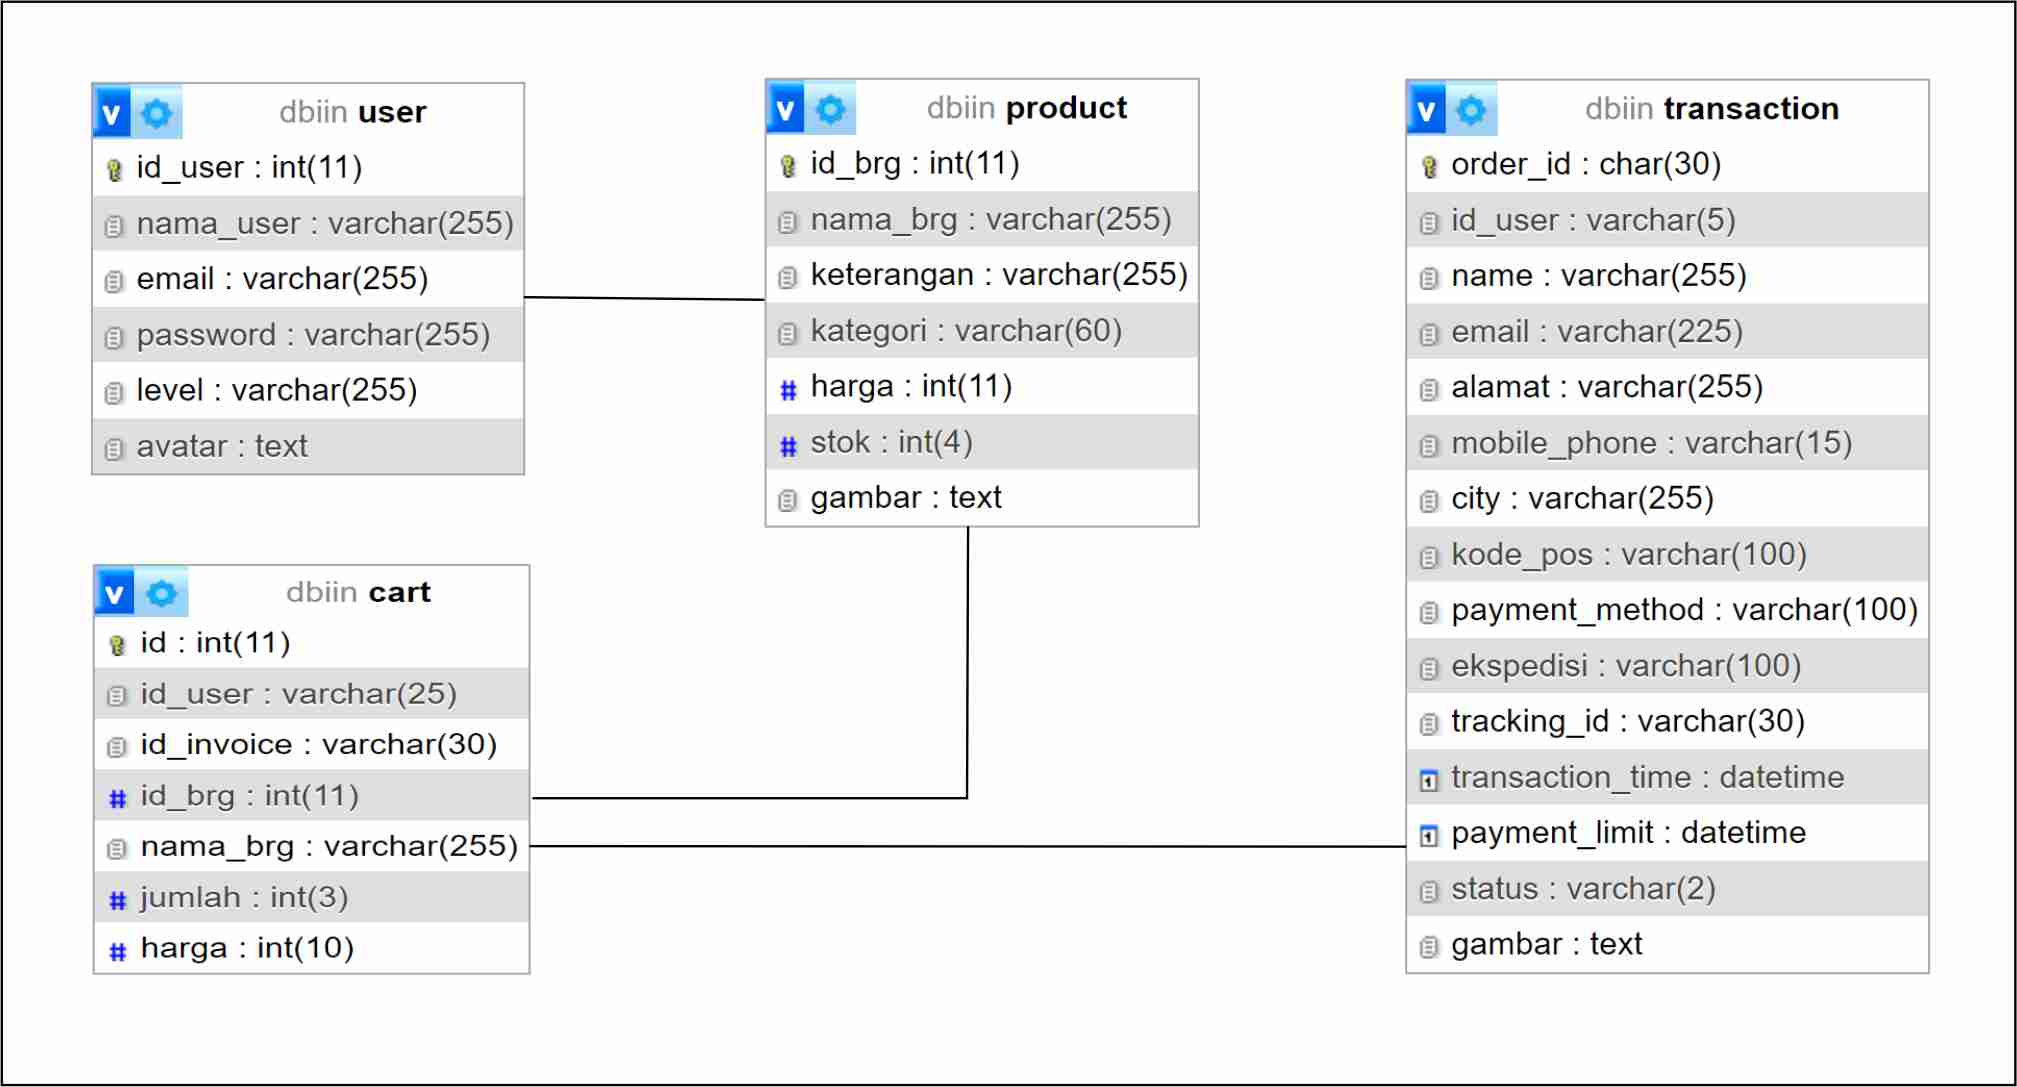 v dbiin user
id_user : int(11)
nama_user : varchar(255)
email : varchar(255)
password : varchar(255)
level : varchar(255)
avatar : text
v dbiin product
id_brg : int(11)
nama_brg : varchar(255)
keterangan : varchar(255)
kategori : varchar(60)
# harga : int(11)
# stok : int(4)
gambar : text
v dbiin transaction
order_id : char(30)
id_user : varchar(5)
name : varchar(255)
email : varchar(225)
alamat : varchar(255)
mobile_phone : varchar(15)
city : varchar(255)
kode_pos : varchar(100)
payment_method : varchar(100)
ekspedisi : varchar(100)
tracking_id : varchar(30)
1 transaction_time : datetime
1 payment_limit : datetime
status : varchar(2)
gambar : text
v dbiin cart
id : int(11)
id_user : varchar(25)
id_invoice : varchar(30)
# id_brg : int(11)
nama_brg : varchar(255)
# jumlah : int(3)
# harga : int(10)